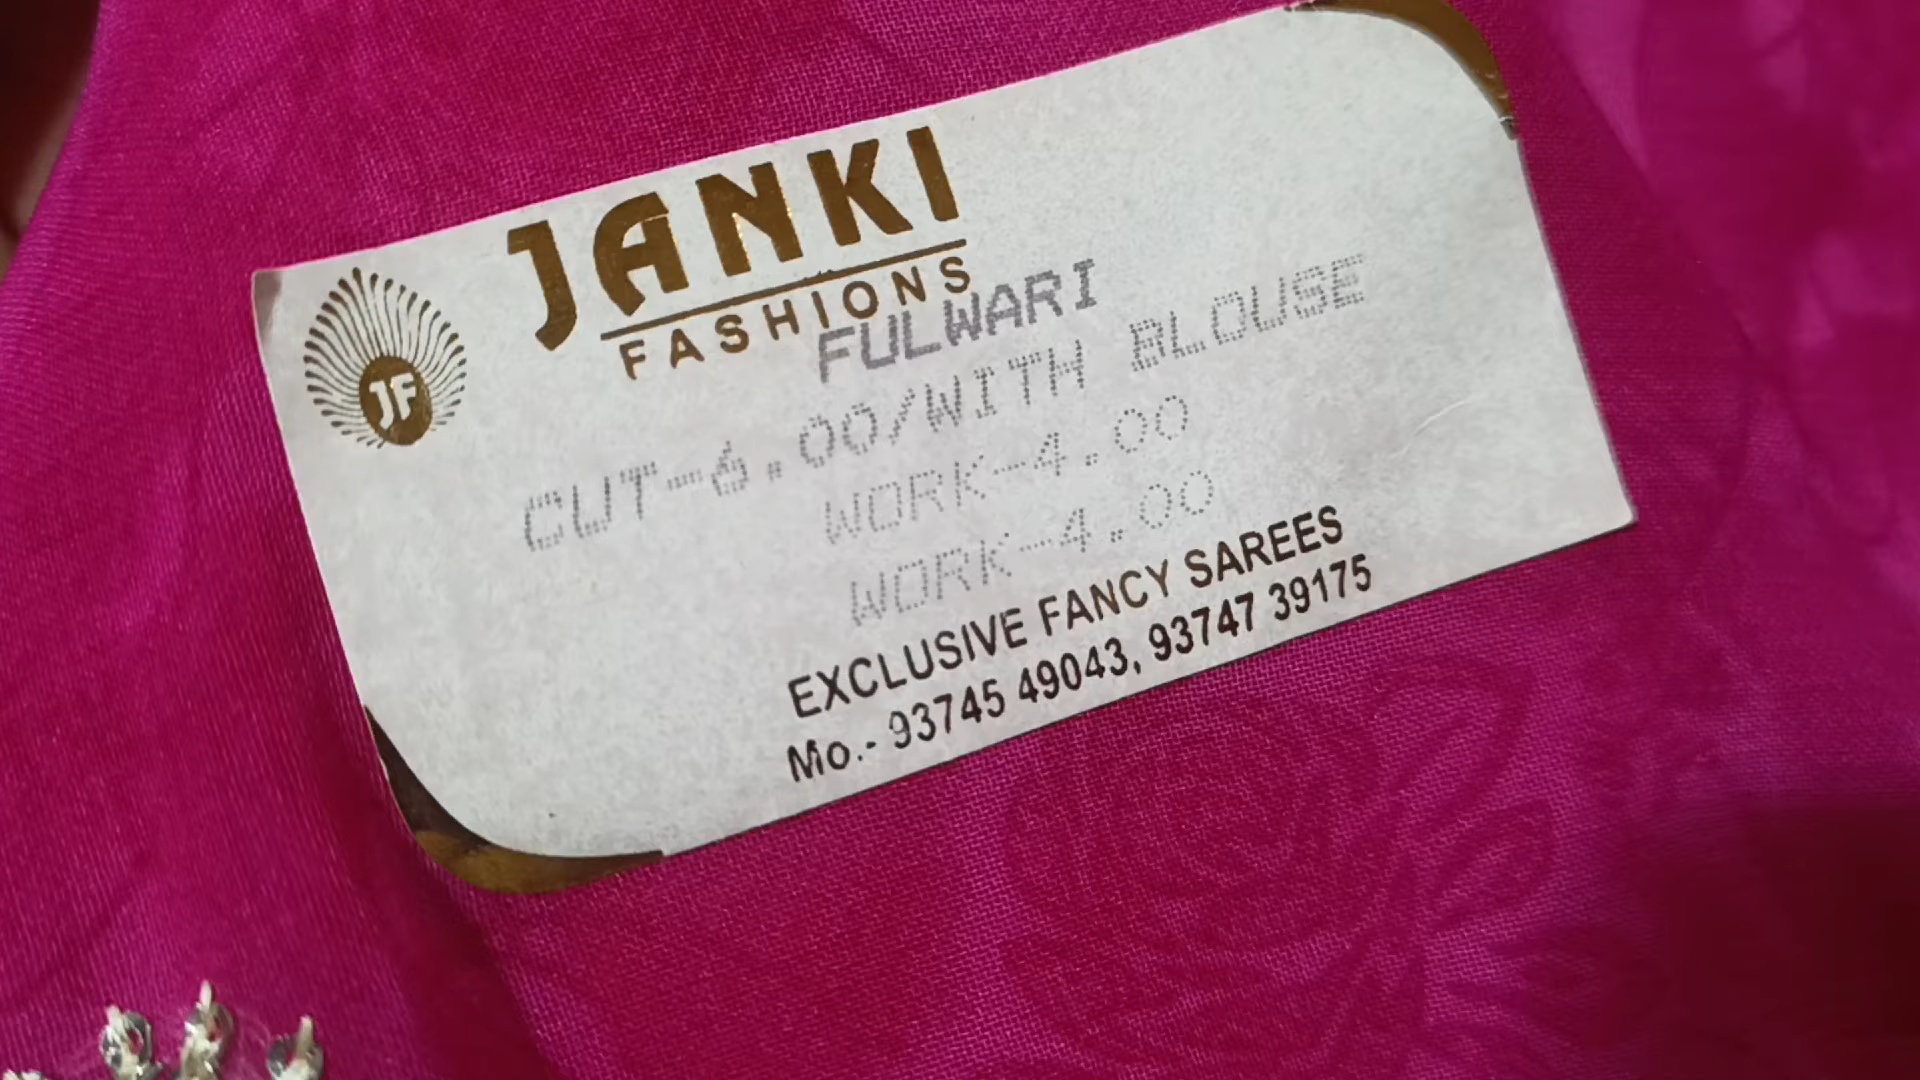 JANKI
FASHIONS
JF
FULWARI
CUT-6.00/WITH BLOUSE
WORK-4.00
WORK-4.00
EXCLUSIVE FANCY SAREES
Mo.- 93745 49043, 93747 39175